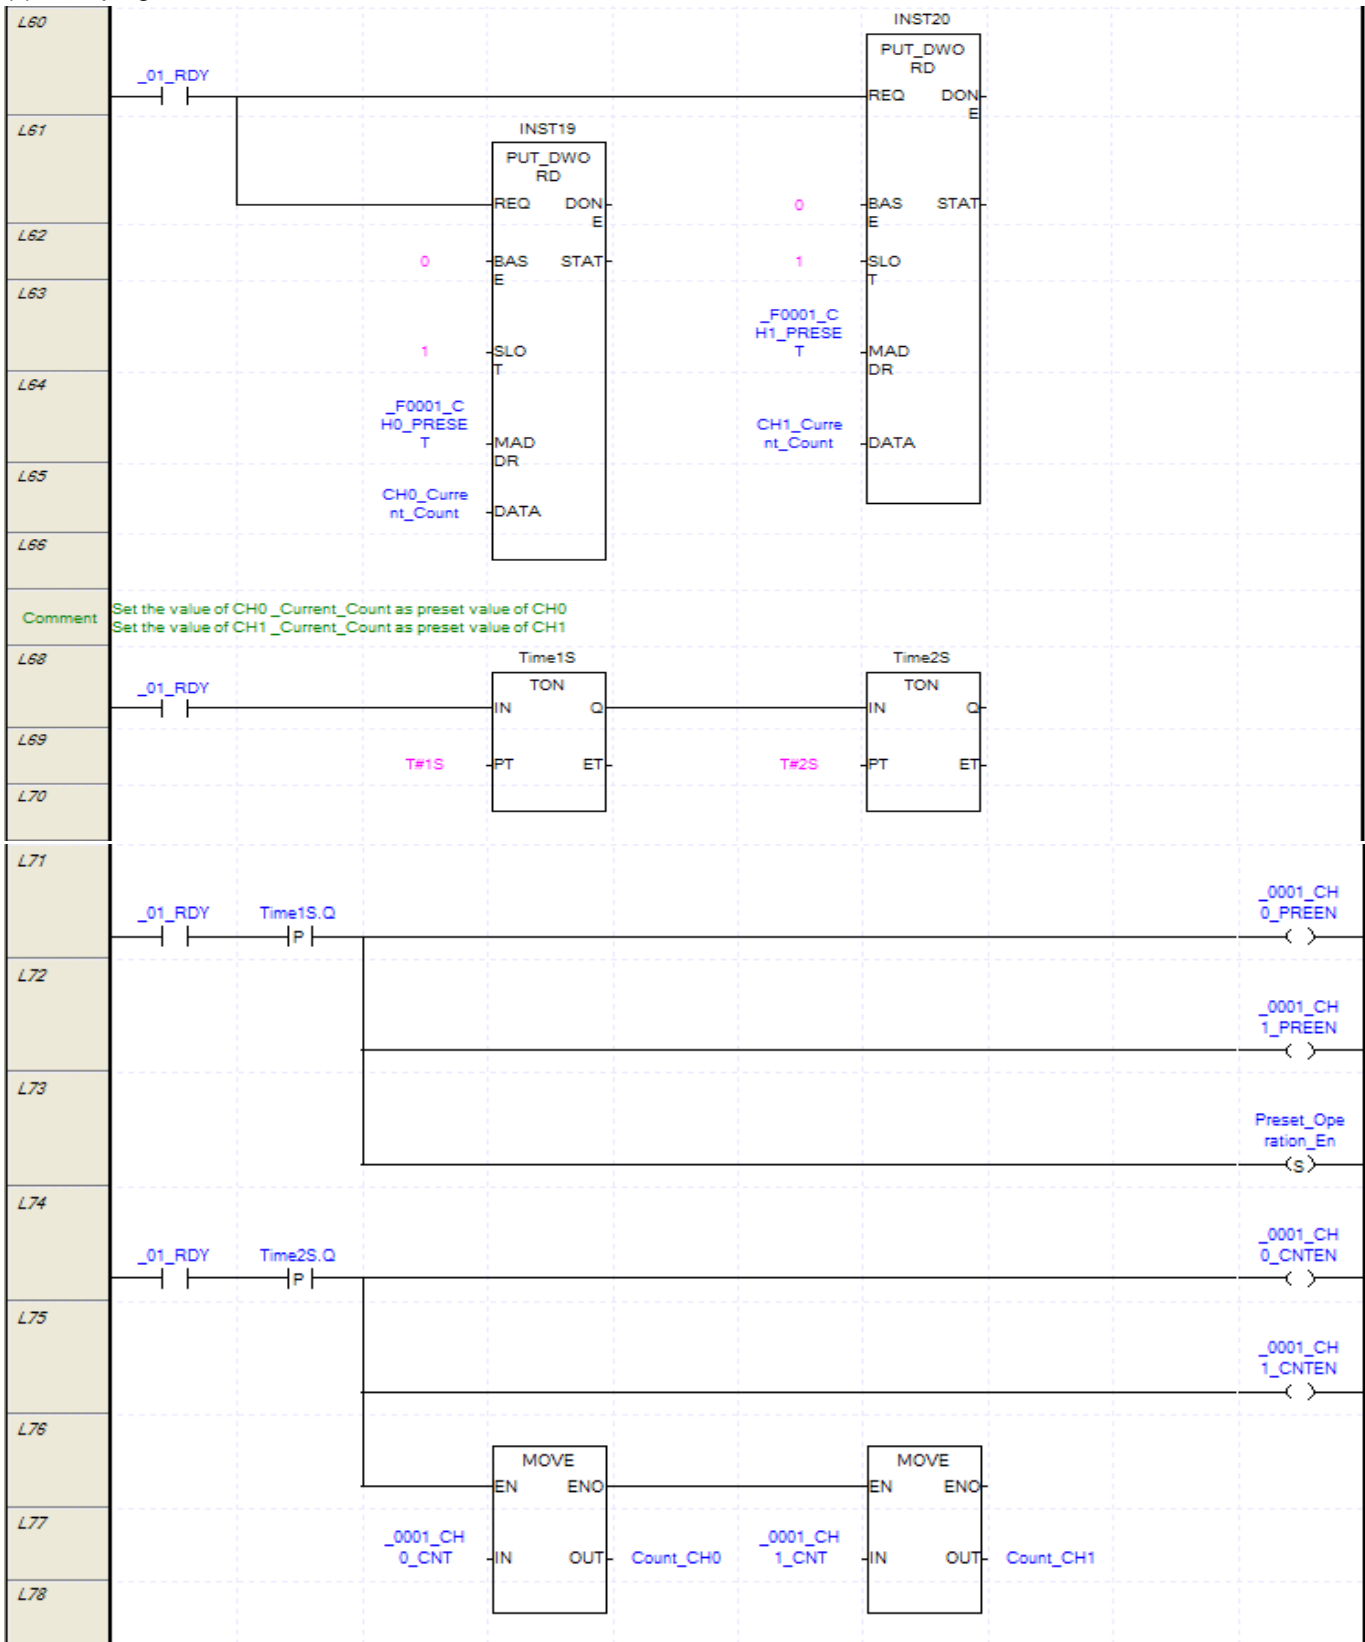 L60
INST20
PUT_DWO
RD
_01_RDY
REQ DON
E
L61
INST19
PUT_DWO
RD
REQ DON
E
0 BAS STAT
E
L62
0 BAS STAT
E
1 SLO
T
L63
_F0001_C
H1_PRESE
T MAD
DR
1 SLO
T
L64
_F0001_C
H0_PRESE
T MAD
DR
CH1_Curre
nt_Count DATA
L65
CH0_Curre
nt_Count DATA
L66
Comment
Set the value of CH0 _Current_Count as preset value of CH0
Set the value of CH1 _Current_Count as preset value of CH1
L68
Time1S Time2S
TON TON
_01_RDY
IN Q IN Q
L69
T#1S PT ET T#2S PT ET
L70
L71
_0001_CH
0_PREEN
_01_RDY Time1S.Q
P
L72
_0001_CH
1_PREEN
L73
Preset_Ope
ration_En
S
L74
_0001_CH
0_CNTEN
_01_RDY Time2S.Q
P
L75
_0001_CH
1_CNTEN
L76
MOVE MOVE
EN ENO EN ENO
L77
_0001_CH
0_CNT IN OUT Count_CH0
_0001_CH
1_CNT IN OUT Count_CH1
L78